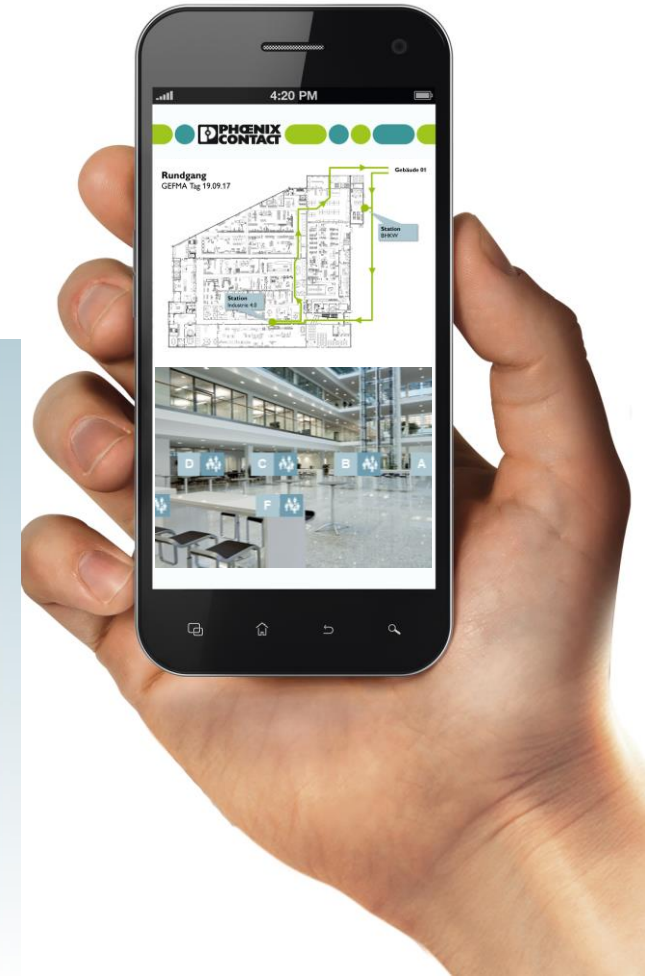 4:20 PM
PHŒNIX
CONTACT
Rundgang
GEFMA Tag 19.09.17
Gebäude 01
Station
BHKW
Station
Industrie 4.0
D
C
B
A
F